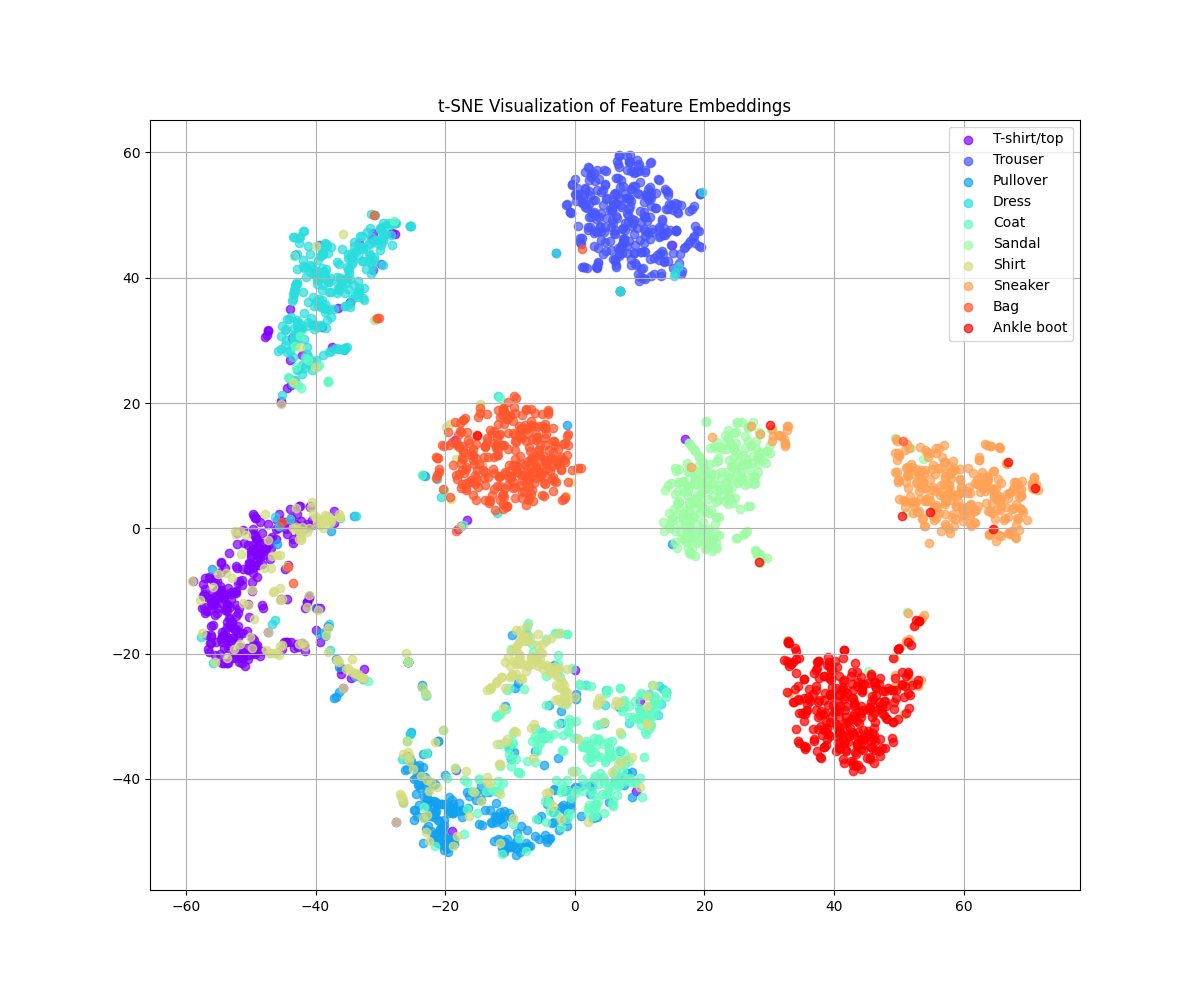 t-SNE Visualization of Feature Embeddings
T-shirt/top
Trouser
Pullover
Dress
Coat
Sandal
Shirt
Sneaker
Bag
Ankle boot
60
40
20
0
−20
−40
−60 −40 −20 0 20 40 60